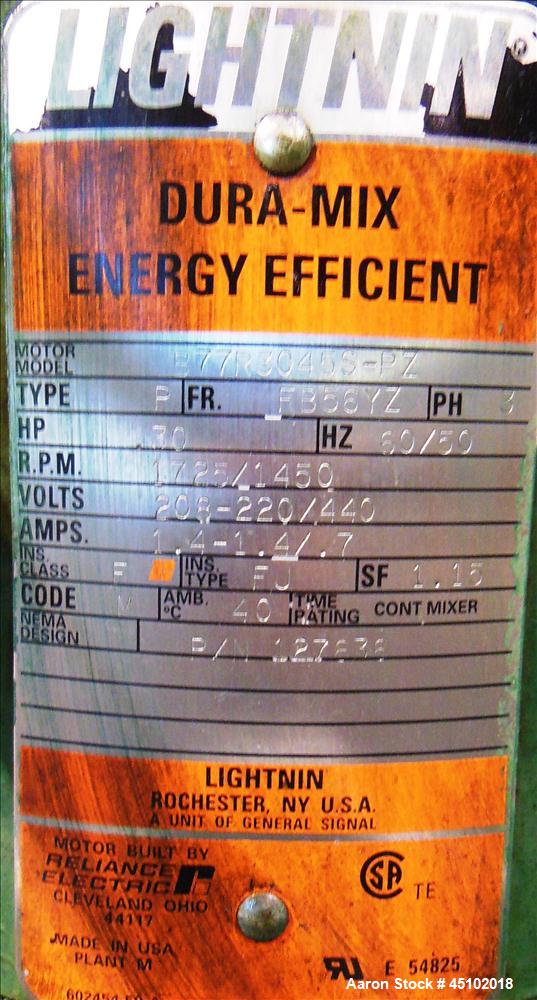 LIGHTNIN®
DURA-MIX
ENERGY EFFICIENT
MOTOR MODEL B77R3045S-PZ
TYPE P FR. FB56YZ PH 3
HP .30 HZ 60/50
R.P.M. 1725/1450
VOLTS 208-220/440
AMPS. 1.4-1.4/.7
INS. CLASS F INS. TYPE FJ SF 1.15
CODE M AMB. °C 40 TIME RATING CONT MIXER
NEMA DESIGN P/N
LIGHTNIN
ROCHESTER, NY U.S.A.
A UNIT OF GENERAL SIGNAL
MOTOR BUILT BY
RELIANCE
ELECTRIC
CLEVELAND OHIO
44117
SA TE
MADE IN USA
PLANT M
E 54825
Aaron Stock # 45102018